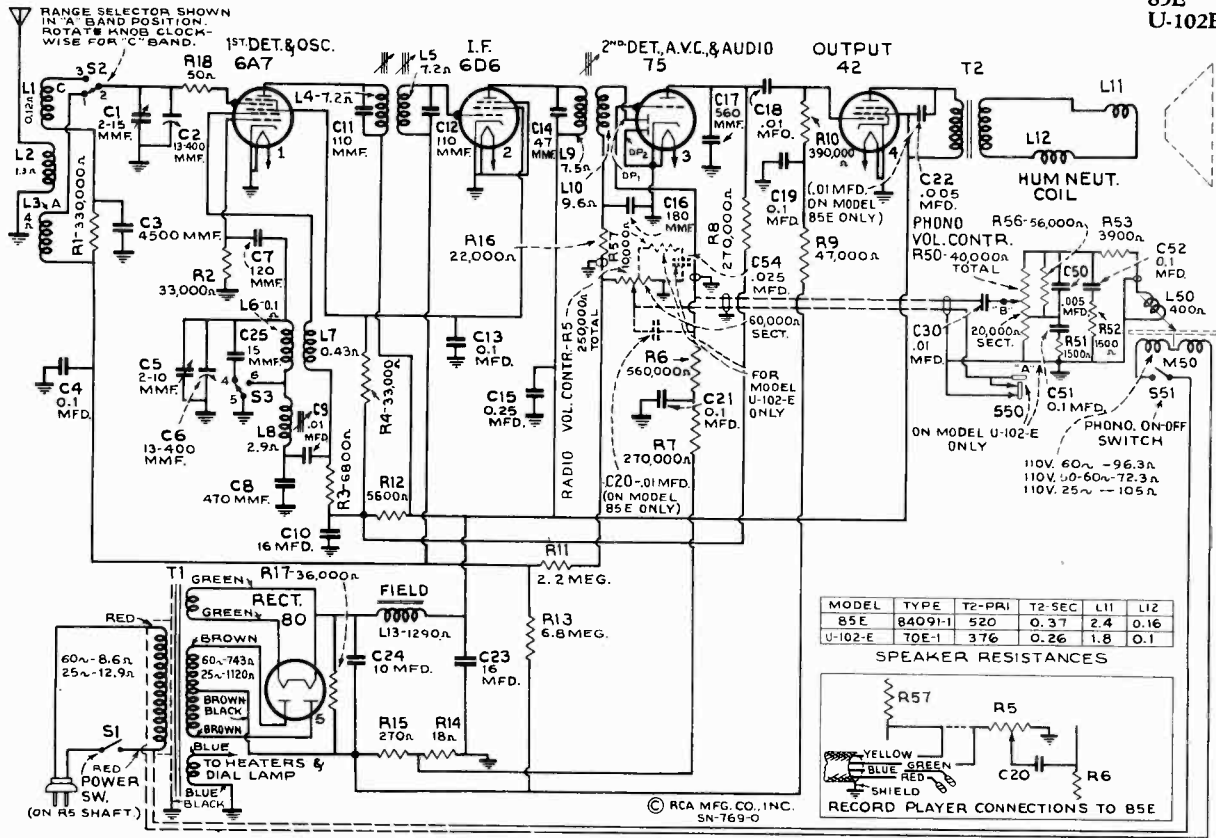 85E
U-102E
RANGE SELECTOR SHOWN
IN "A" BAND POSITION.
ROTATE KNOB CLOCK-
WISE FOR "C" BAND.
1ST. DET. & OSC.
6A7
I.F.
6D6
2ND DET., A.V.C., & AUDIO
75
OUTPUT
42
S2
3
2
1
R18
50Ω
L1
0.12Ω
C
L2
1.3Ω
L3
A
4Ω
R1-330,000Ω
C1
2-15
MMF.
C2
13-400
MMF.
C3
4500 MMF.
C4
0.1
MFD.
1
L4-7.2Ω
C11
110
MMF.
L5
7.2Ω
C12
110
MMF.
2
C14
47
MMF.
L9
7.5Ω
L10
9.6Ω
DP2
DP1
3
C17
560
MMF.
C18
.01
MFD.
R10
390,000
Ω
4
(.01 MFD.
ON MODEL
85E ONLY)
C22
.005
MFD.
T2
L11
L12
HUM NEUT.
COIL
C19
0.1
MFD.
R9
47,000Ω
R8
270,000Ω
C16
180
MMF.
C54
.025
MFD.
60,000Ω
SECT.
R16
22,000Ω
R2
33,000Ω
C7
120
MMF.
L6-0.1
Ω
C25
15
MMF.
4
6
5
S3
L7
0.43Ω
C5
2-10
MMF.
C6
13-400
MMF.
L8
2.9Ω
C9
.01
MFD.
C8
470 MMF.
R3-6800Ω
R4-33,000Ω
C13
0.1
MFD.
C15
0.25
MFD.
RADIO VOL. CONTR.-R5
250,000Ω
TOTAL
R6
560,000Ω
C21
0.1
MFD.
R7
270,000Ω
FOR
MODEL
U-102-E
ONLY
C20-.01 MFD.
(ON MODEL
85E ONLY)
PHONO
VOL. CONTR.
R50-40,000Ω
TOTAL
R56-56,000Ω
R53
3900Ω
C52
0.1
MFD.
C50
.005
MFD.
L50
400Ω
C30
.01
MFD.
"B"
20,000Ω
SECT.
"A"
R51
1500Ω
R52
1500
Ω
C51
0.1 MFD.
M50
S51
S50
ON MODEL U-102-E
ONLY
PHONO. ON-OFF
SWITCH
110V. 60~ -96.3Ω
110V. 50-60~-72.3Ω
110V. 25~ --105Ω
R12
5600Ω
C10
16 MFD.
R11
2.2 MEG.
R13
6.8 MEG.
T1
GREEN
GREEN
R17-36,000Ω
RECT.
80
FIELD
L13-1290Ω
RED
BROWN
60~-743Ω
25~-1120Ω
BROWN
BLACK
BROWN
5
60~-8.6Ω
25~-12.9Ω
C24
10 MFD.
C23
16
MFD.
R15
270Ω
R14
18Ω
S1
RED
POWER
SW.
(ON R5 SHAFT.)
BLUE
TO HEATERS &
DIAL LAMP
BLUE
BLACK
MODEL TYPE T2-PRI T2-SEC L11 L12
85E 84091-1 520 0.37 2.4 0.16
U-102-E 70E-1 376 0.26 1.8 0.1
SPEAKER RESISTANCES
R57
R5
YELLOW
GREEN
BLUE
RED
SHIELD
C20
R6
RECORD PLAYER CONNECTIONS TO 85E
© RCA MFG. CO., INC.
SN-769-0